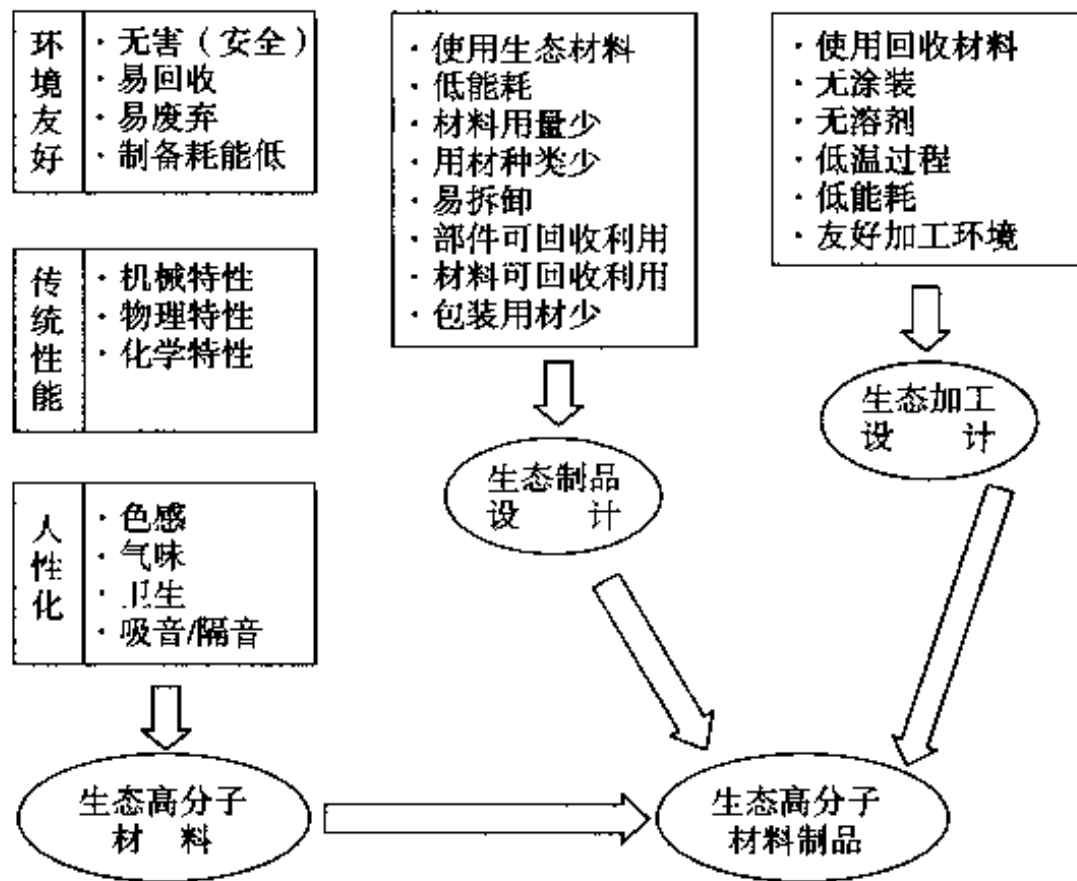 环境友好
· 无害（安全）
· 易回收
· 易废弃
· 制备耗能低
传统性能
· 机械特性
· 物理特性
· 化学特性
人性化
· 色感
· 气味
· 卫生
· 吸音/隔音
生态高分子
材 料
· 使用生态材料
· 低能耗
· 材料用量少
· 用材种类少
· 易拆卸
· 部件可回收利用
· 材料可回收利用
· 包装用材少
生态制品
设 计
· 使用回收材料
· 无涂装
· 无溶剂
· 低温过程
· 低能耗
· 友好加工环境
生态加工
设 计
生态高分子
材料制品